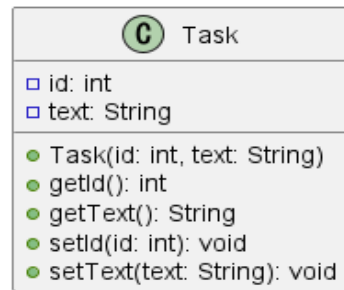 C Task
id: int
text: String
Task(id: int, text: String)
getId(): int
getText(): String
setId(id: int): void
setText(text: String): void